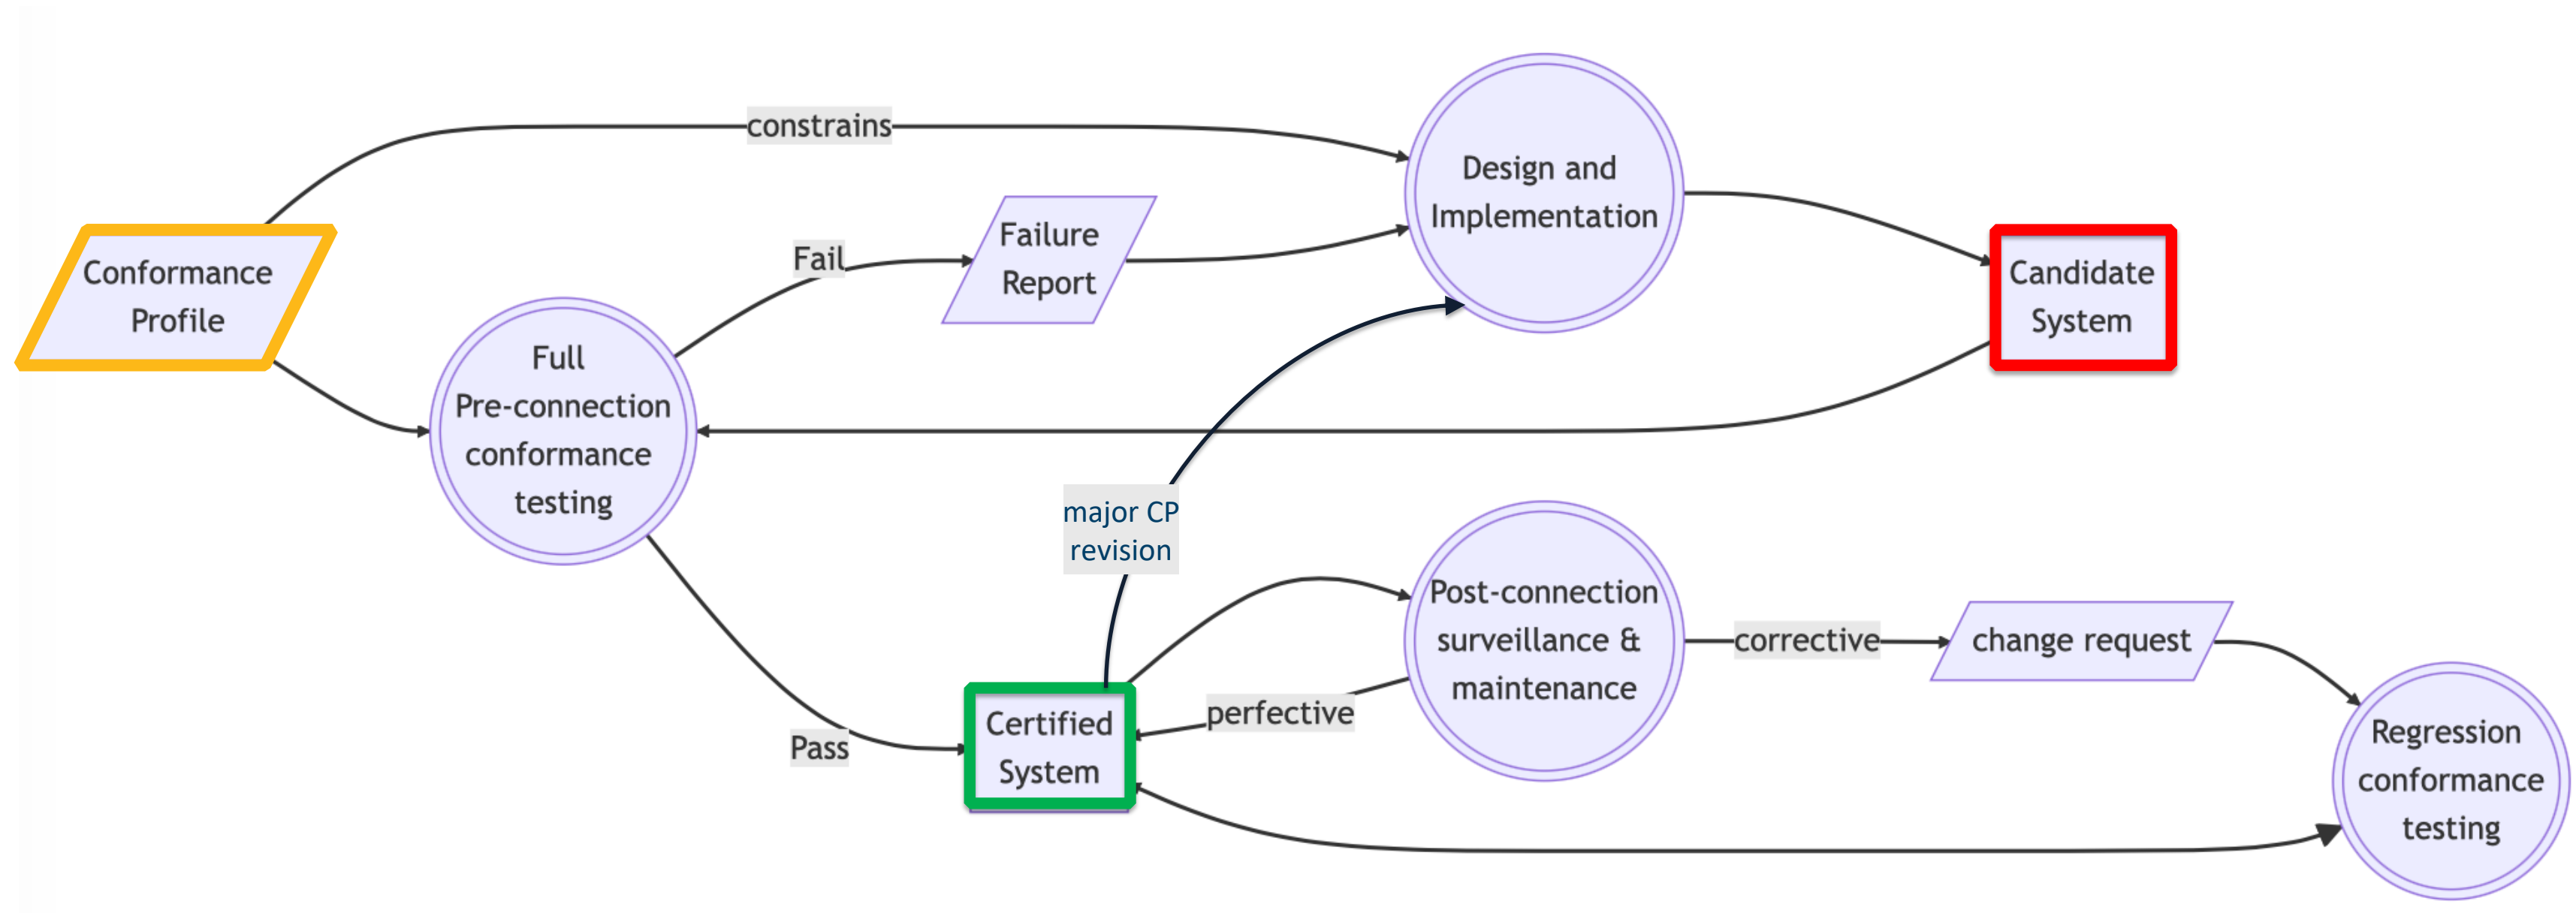 constrains
Design and
Implementation
Failure
Report
Fail
Conformance
Profile
Candidate
System
Full
Pre-connection
conformance
testing
major CP
revision
Post-connection
surveillance &
maintenance
corrective
change request
perfective
Certified
System
Pass
Regression
conformance
testing